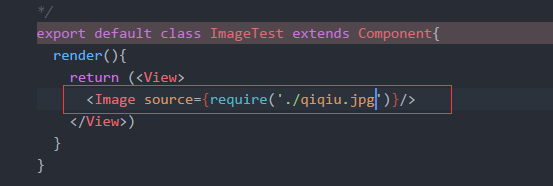 */
export default class ImageTest extends Component{
render(){
return (<View>
<Image source={require('./qiqiu.jpg')}/>
</View>)
}
}